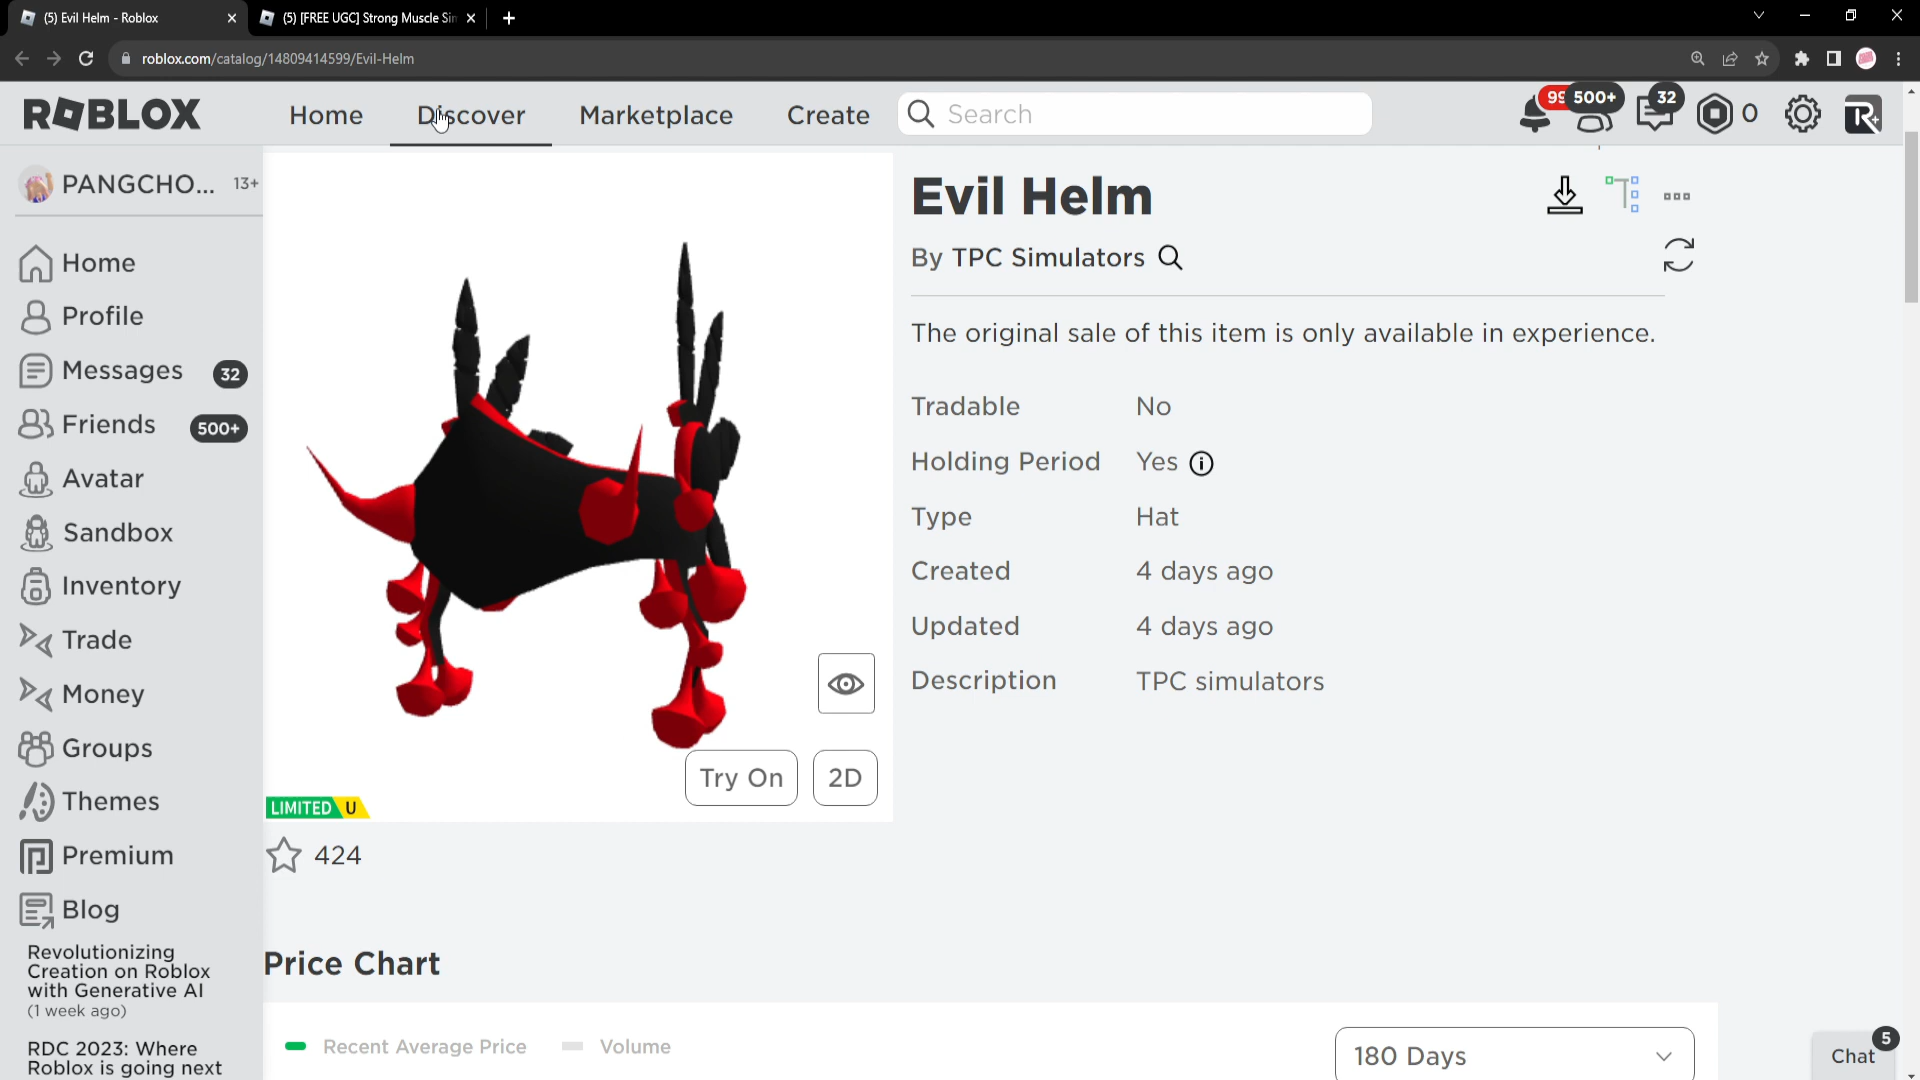 (5) Evil Helm - Roblox
(5) [FREE UGC] Strong Muscle Sim
roblox.com/catalog/14809414599/Evil-Helm
ROBLOX
Home
Discover
Marketplace
Create
Search
99
500+
32
0
PANGCHO...
13+
Home
Profile
Messages
32
Friends
500+
Avatar
Sandbox
Inventory
Trade
Money
Groups
Themes
Premium
Blog
Revolutionizing
Creation on Roblox
with Generative AI
(1 week ago)
RDC 2023: Where
Roblox is going next
Try On
2D
LIMITED U
424
Evil Helm
By TPC Simulators
The original sale of this item is only available in experience.
Tradable No
Holding Period Yes
Type Hat
Created 4 days ago
Updated 4 days ago
Description TPC simulators
Price Chart
Recent Average Price
Volume
180 Days
Chat
5